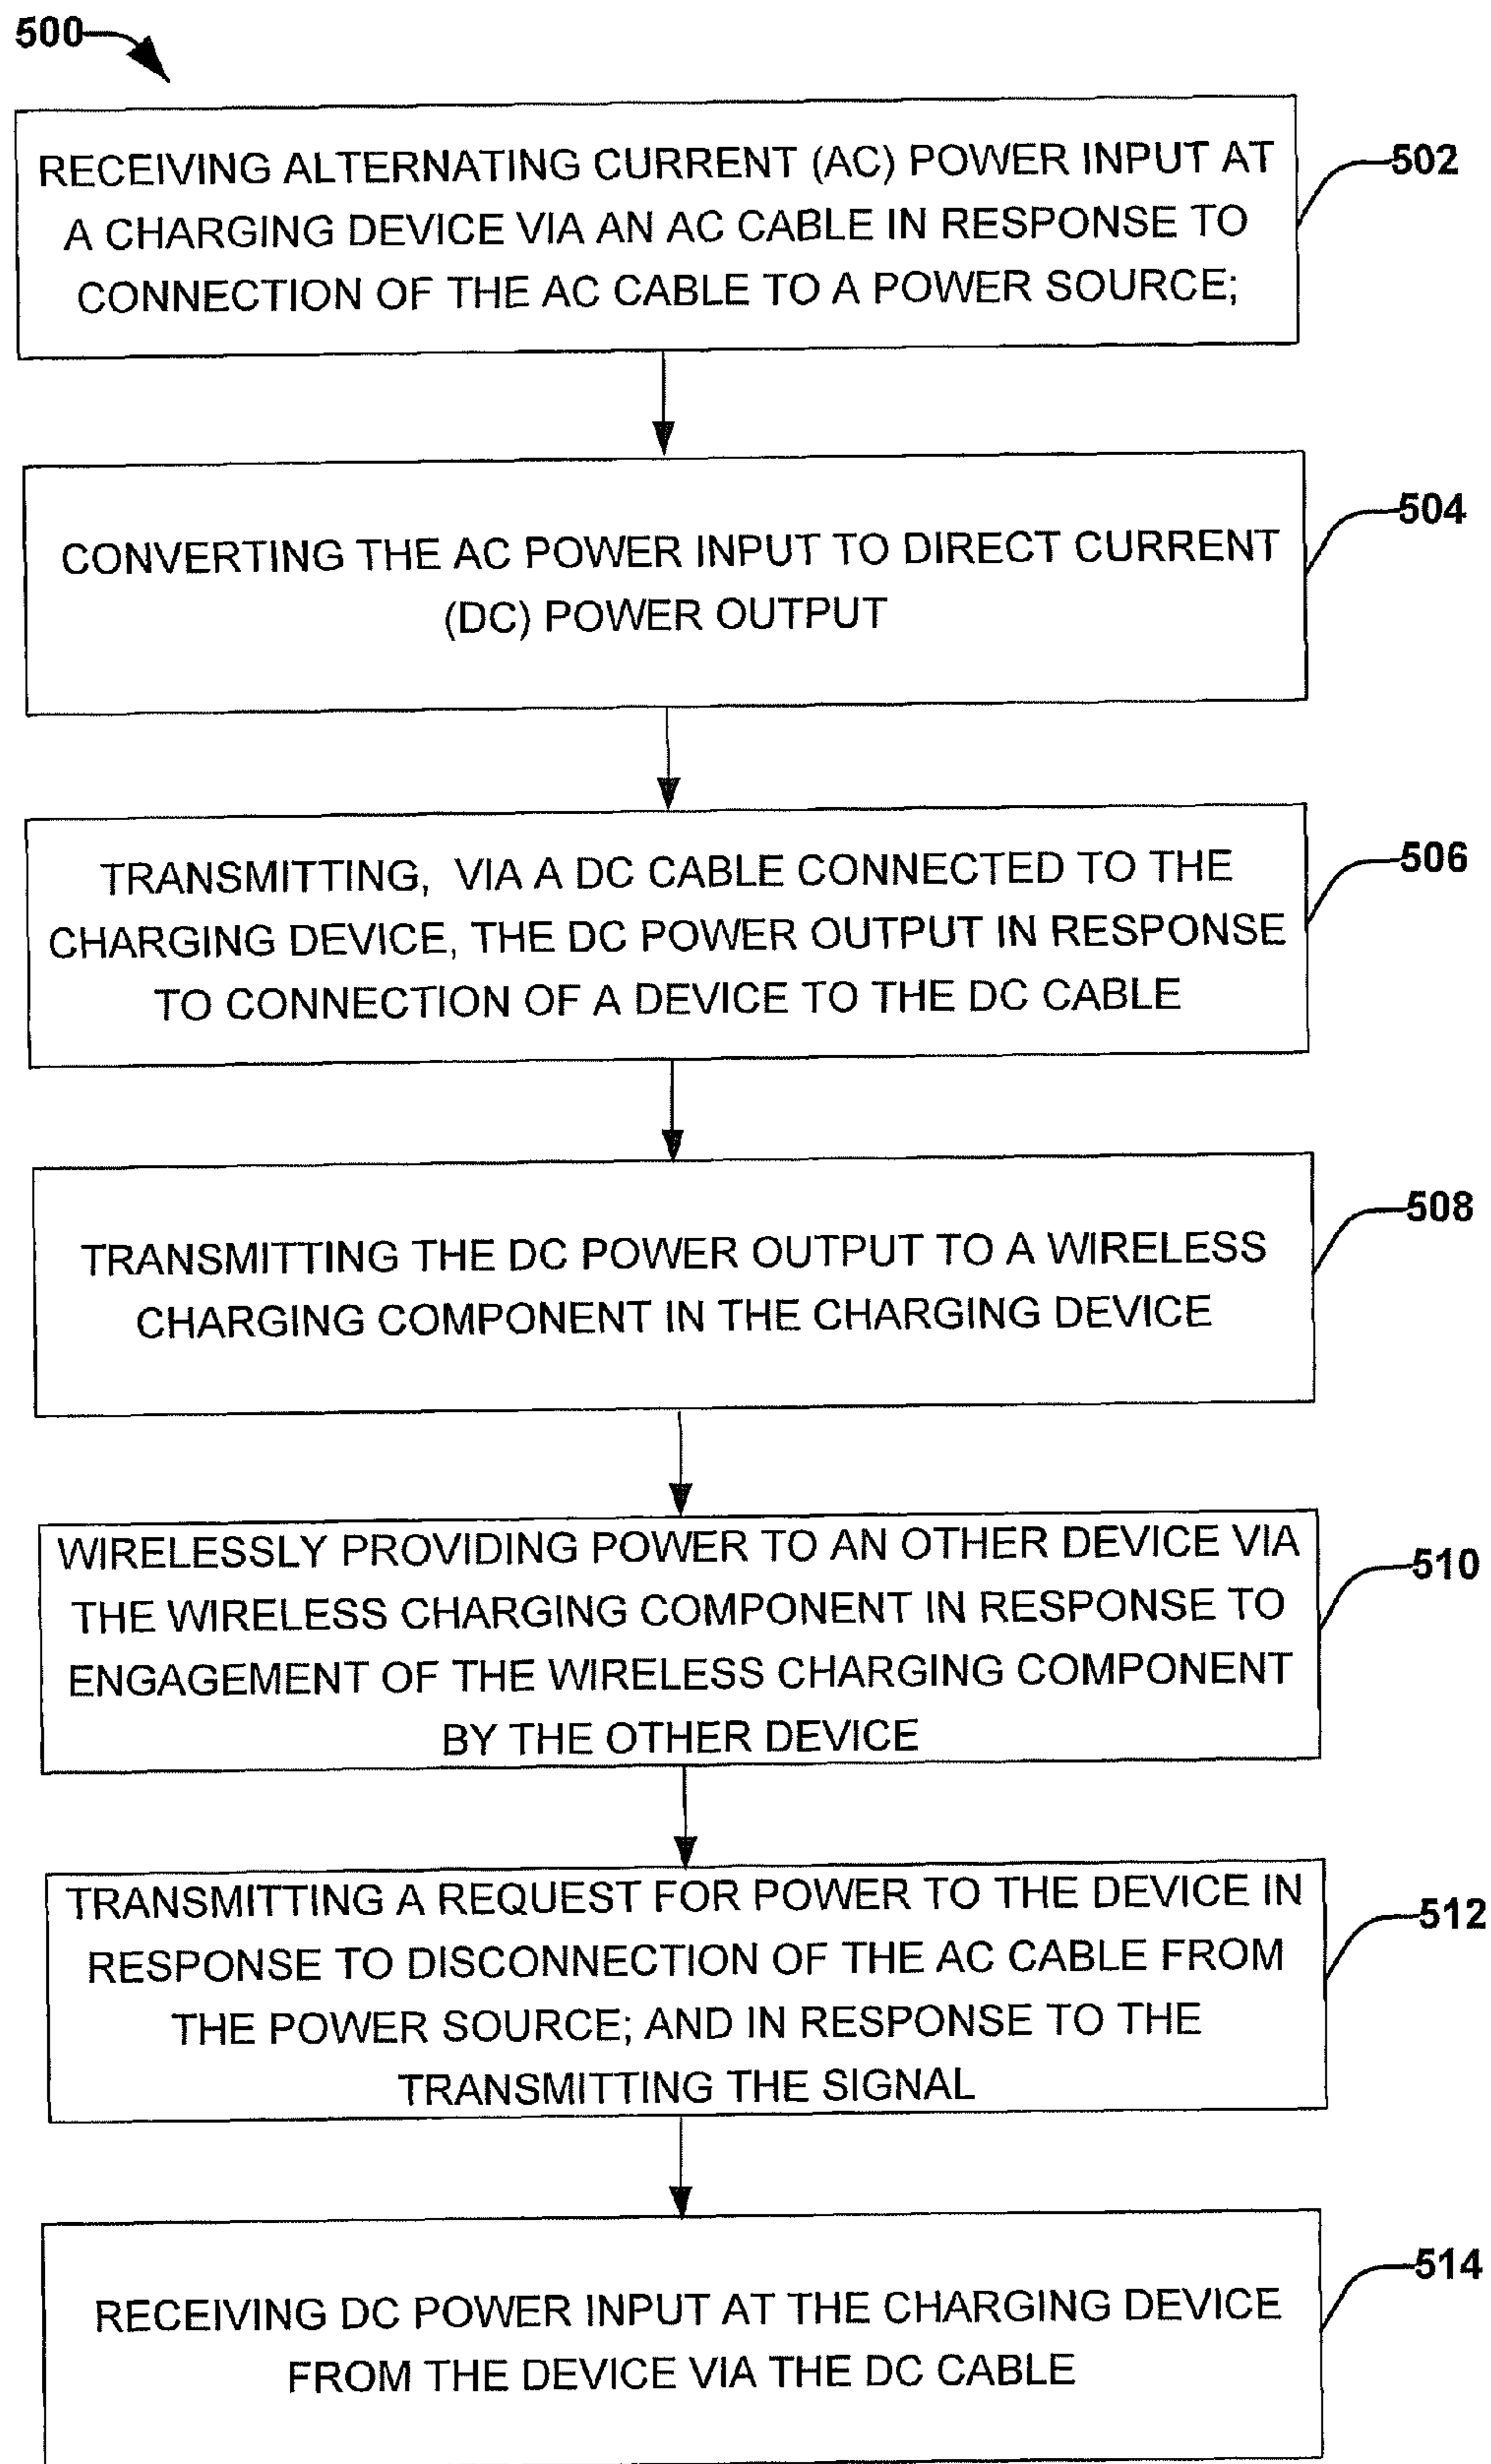 500
RECEIVING ALTERNATING CURRENT (AC) POWER INPUT AT
A CHARGING DEVICE VIA AN AC CABLE IN RESPONSE TO
CONNECTION OF THE AC CABLE TO A POWER SOURCE;
502
CONVERTING THE AC POWER INPUT TO DIRECT CURRENT
(DC) POWER OUTPUT
504
TRANSMITTING, VIA A DC CABLE CONNECTED TO THE
CHARGING DEVICE, THE DC POWER OUTPUT IN RESPONSE
TO CONNECTION OF A DEVICE TO THE DC CABLE
506
TRANSMITTING THE DC POWER OUTPUT TO A WIRELESS
CHARGING COMPONENT IN THE CHARGING DEVICE
508
WIRELESSLY PROVIDING POWER TO AN OTHER DEVICE VIA
THE WIRELESS CHARGING COMPONENT IN RESPONSE TO
ENGAGEMENT OF THE WIRELESS CHARGING COMPONENT
BY THE OTHER DEVICE
510
TRANSMITTING A REQUEST FOR POWER TO THE DEVICE IN
RESPONSE TO DISCONNECTION OF THE AC CABLE FROM
THE POWER SOURCE; AND IN RESPONSE TO THE
TRANSMITTING THE SIGNAL
512
RECEIVING DC POWER INPUT AT THE CHARGING DEVICE
FROM THE DEVICE VIA THE DC CABLE
514